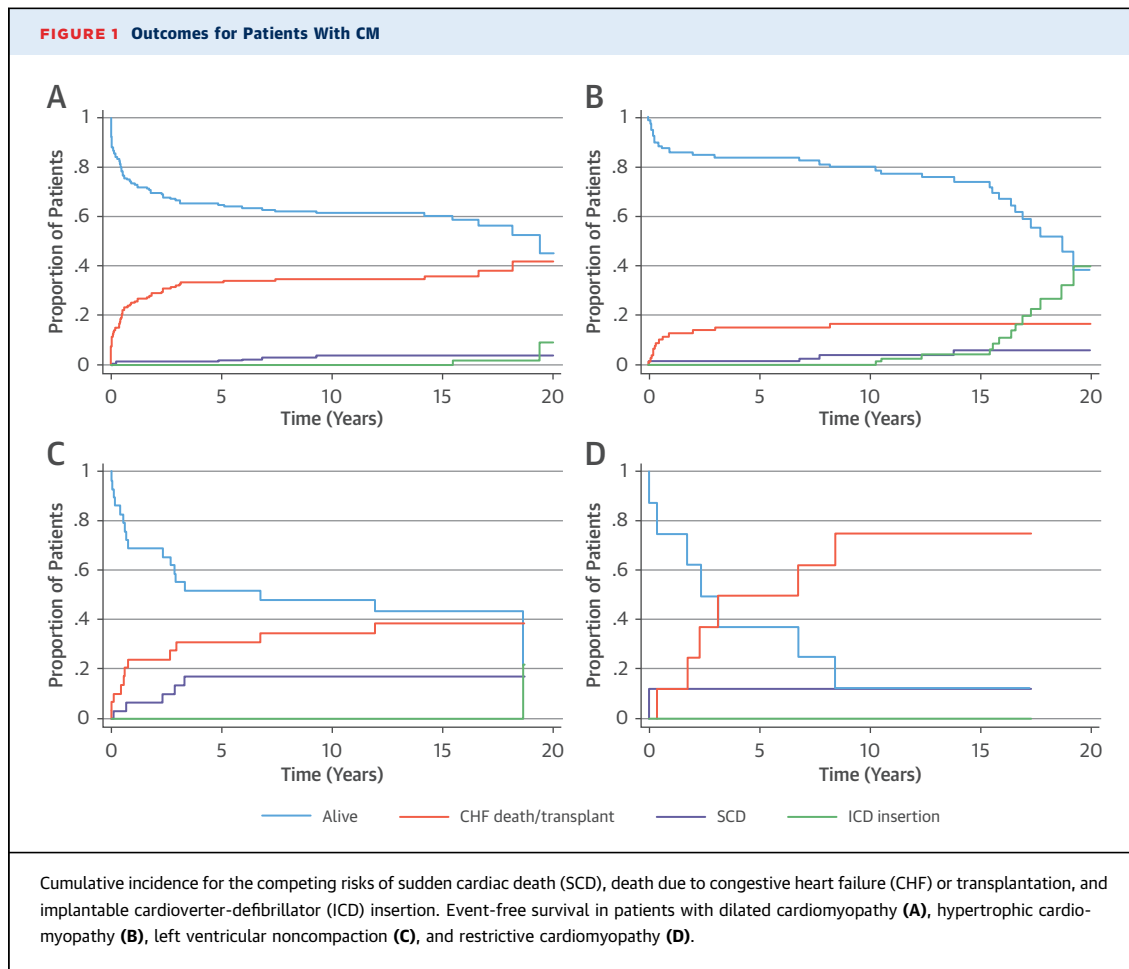 FIGURE 1 Outcomes for Patients With CM
A
1
.8
.6
.4
.2
0
Proportion of Patients
0 5 10 15 20
Time (Years)
B
1
.8
.6
.4
.2
0
Proportion of Patients
0 5 10 15 20
Time (Years)
C
1
.8
.6
.4
.2
0
Proportion of Patients
0 5 10 15 20
Time (Years)
D
1
.8
.6
.4
.2
0
Proportion of Patients
0 5 10 15 20
Time (Years)
Alive CHF death/transplant SCD ICD insertion
Cumulative incidence for the competing risks of sudden cardiac death (SCD), death due to congestive heart failure (CHF) or transplantation, and
implantable cardioverter-defibrillator (ICD) insertion. Event-free survival in patients with dilated cardiomyopathy (A), hypertrophic cardio-
myopathy (B), left ventricular noncompaction (C), and restrictive cardiomyopathy (D).